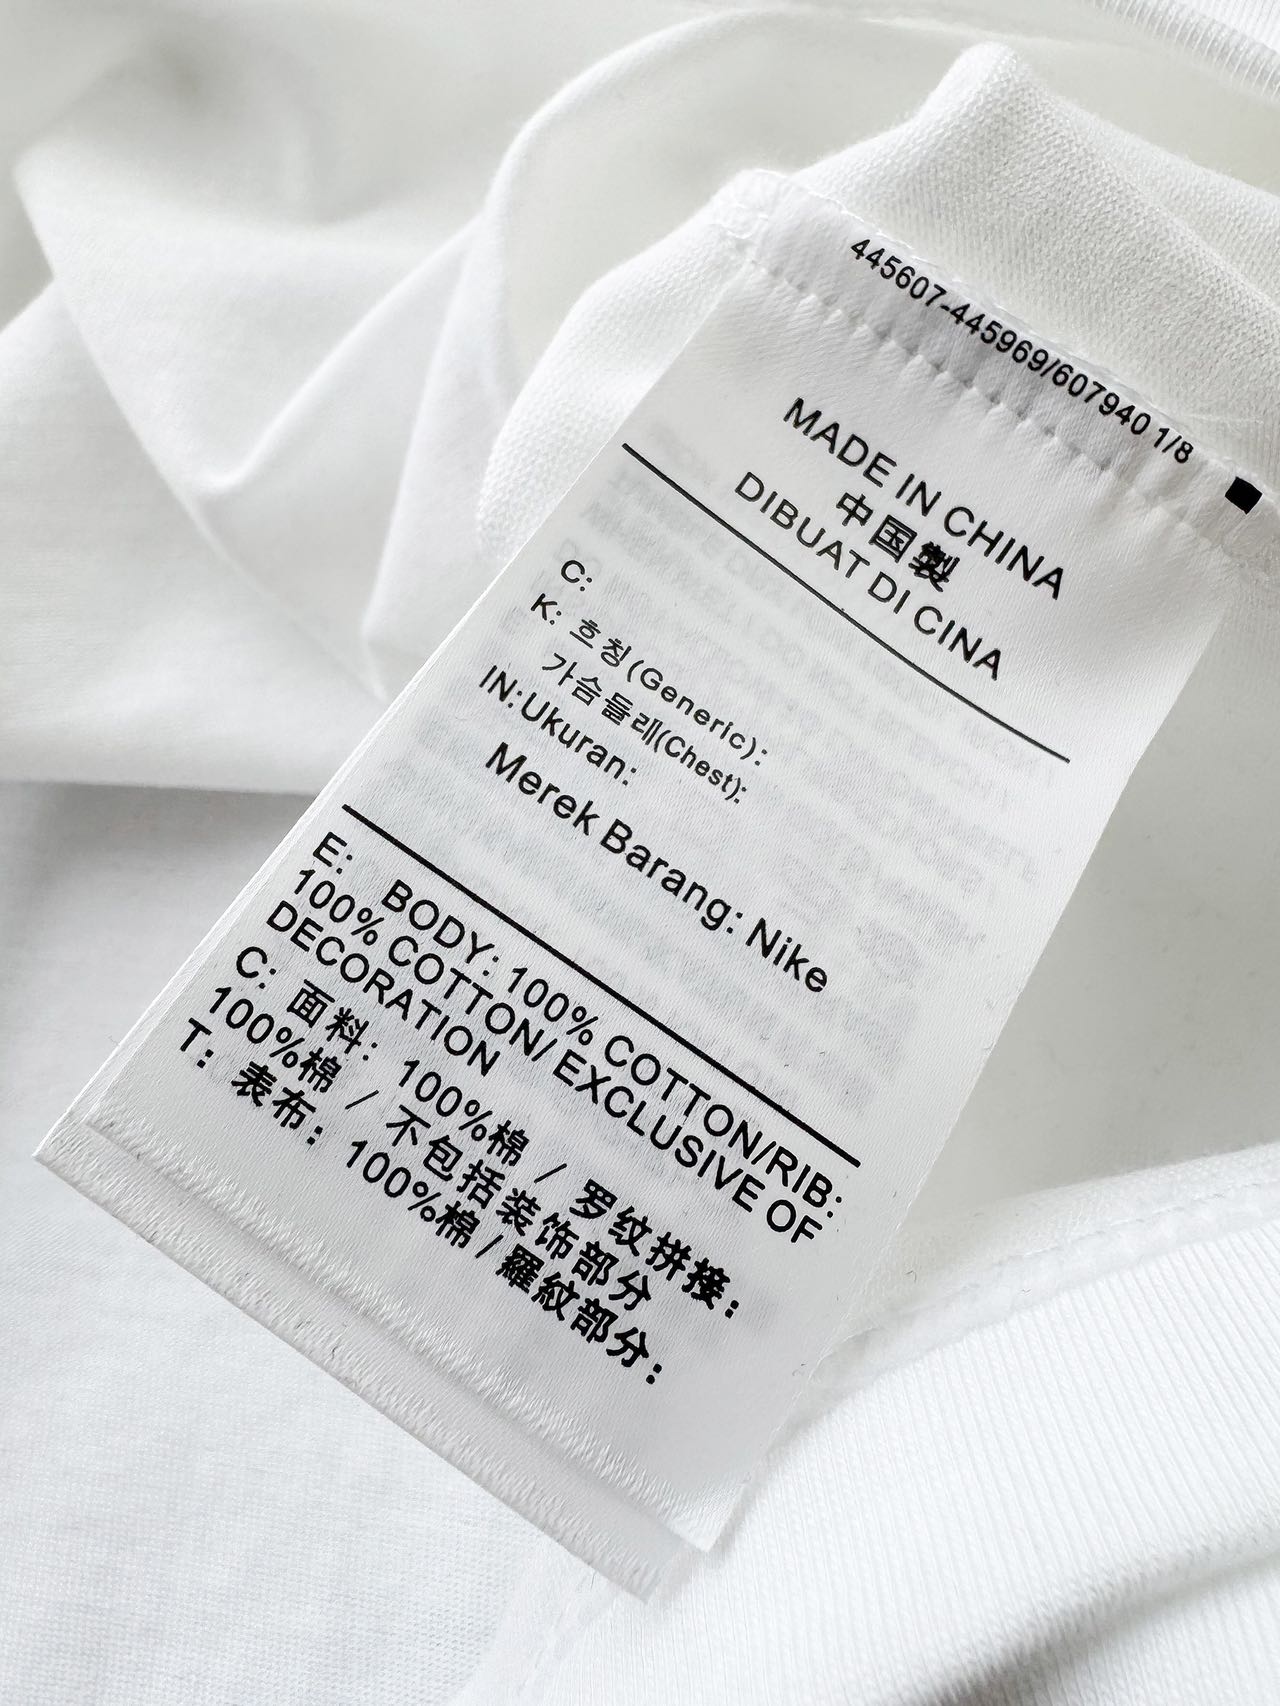 445607-445969/607940 1/8
MADE IN CHINA
中国製
DIBUAT DI CINA
C:
K: 호칭(Generic):
가슴둘레(Chest):
IN:Ukuran:
Merek Barang: Nike
E: BODY: 100% COTTON/RIB:
100% COTTON/ EXCLUSIVE OF
DECORATION
C: 面料: 100%棉 / 罗纹拼接:
100%棉 / 不包括装饰部分
T: 表布: 100%棉 / 羅紋部分: